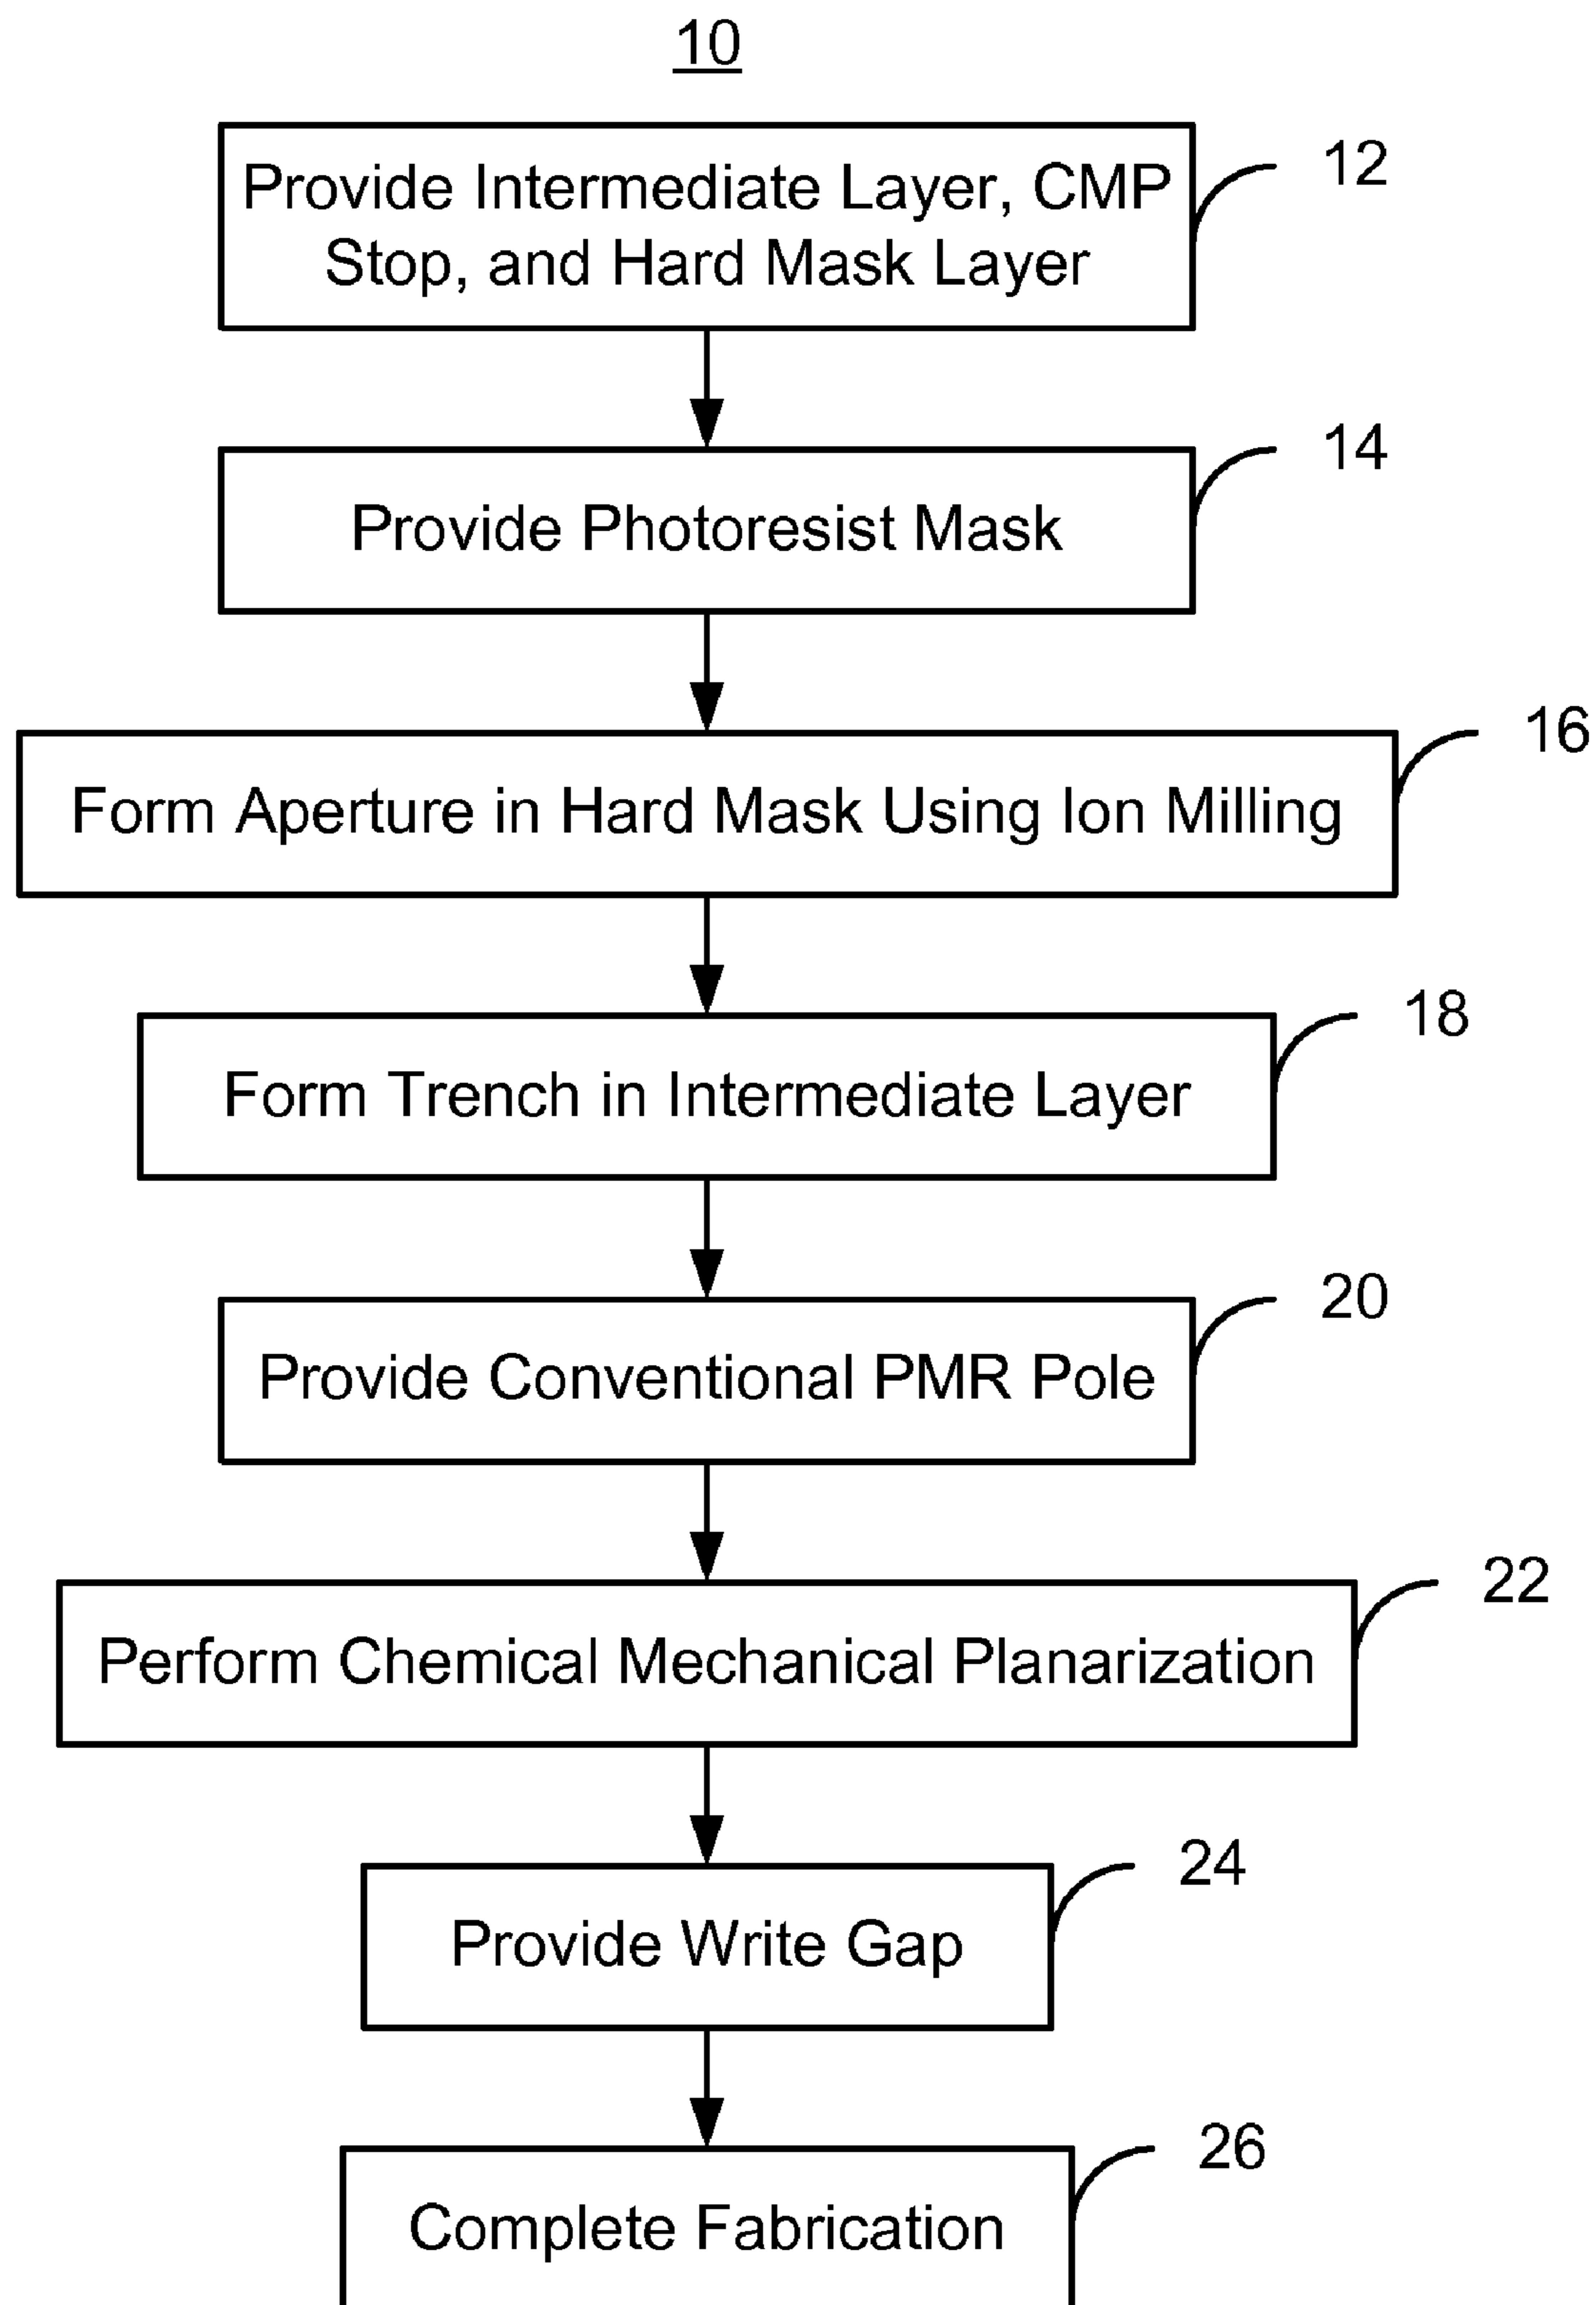 10
Provide Intermediate Layer, CMP
Stop, and Hard Mask Layer
12
Provide Photoresist Mask
14
Form Aperture in Hard Mask Using Ion Milling
16
Form Trench in Intermediate Layer
18
Provide Conventional PMR Pole
20
Perform Chemical Mechanical Planarization
22
Provide Write Gap
24
Complete Fabrication
26